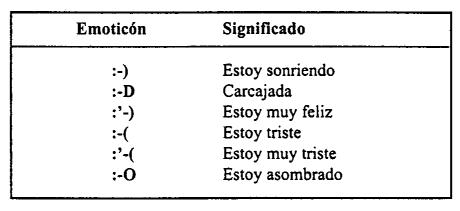 Emoticón Significado
:-) Estoy sonriendo
:-D Carcajada
:’-) Estoy muy feliz
:-( Estoy triste
:’-( Estoy muy triste
:-O Estoy asombrado